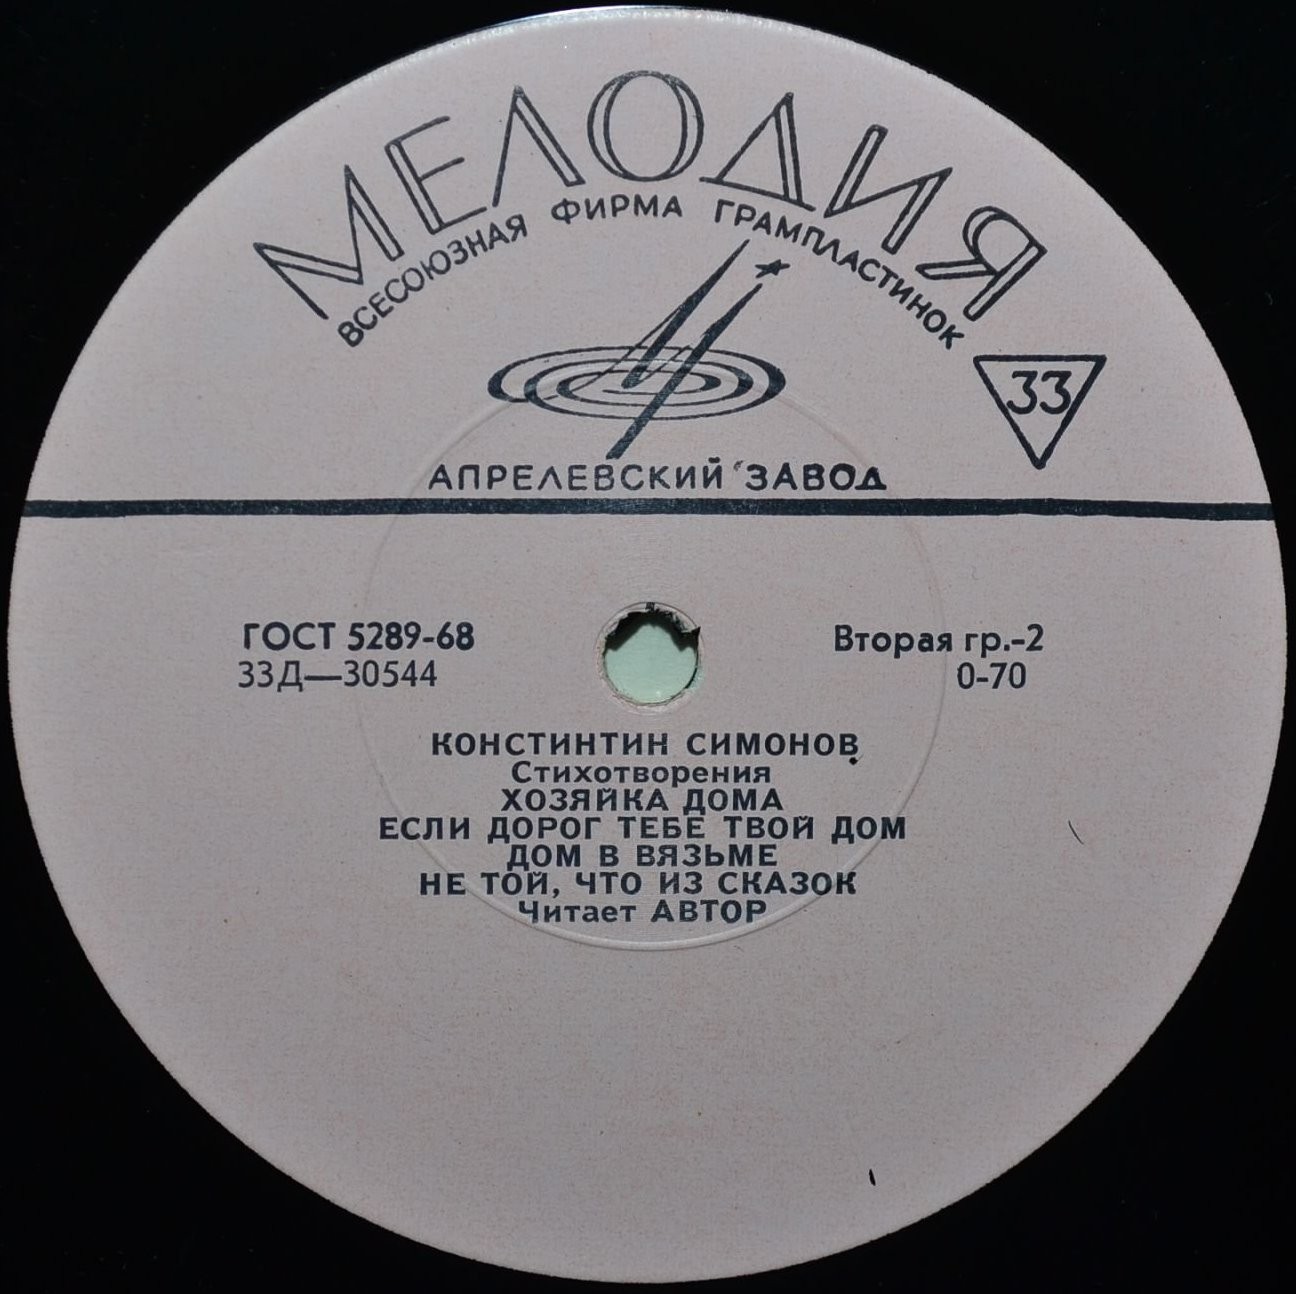 МЕЛОДИЯ
ВСЕСОЮЗНАЯ ФИРМА ГРАМПЛАСТИНОК
33
АПРЕЛЕВСКИЙ ЗАВОД
ГОСТ 5289-68
33Д—30544
Вторая гр.-2
0-70
КОНСТИНТИН СИМОНОВ
Стихотворения
ХОЗЯЙКА ДОМА
ЕСЛИ ДОРОГ ТЕБЕ ТВОЙ ДОМ
ДОМ В ВЯЗЬМЕ
НЕ ТОЙ, ЧТО ИЗ СКАЗОК
Читает АВТОР